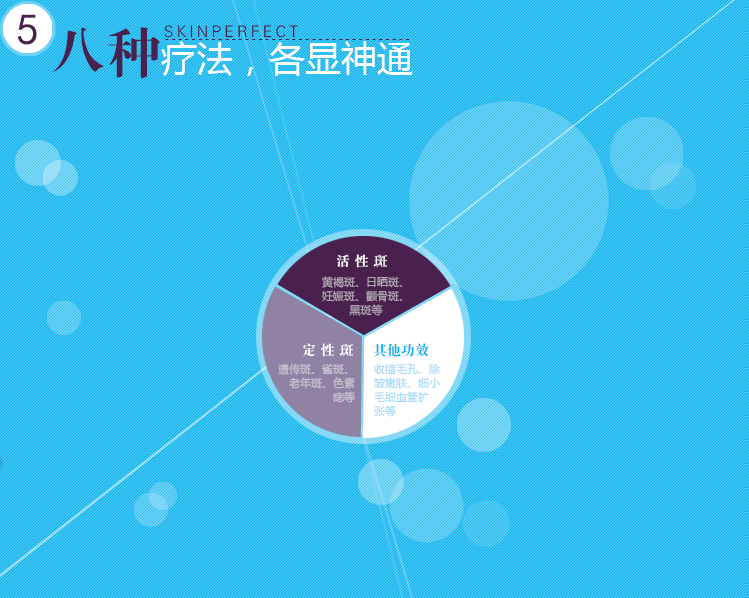 5
SKINPERFECT
八种疗法，各显神通
活性斑
黄褐斑、日晒斑、
妊娠斑、颧骨斑、
黑斑等
定性斑
遗传斑、雀斑、
老年斑、色素
痣等
其他功效
收缩毛孔、除
皱嫩肤、细小
毛细血管扩
张等